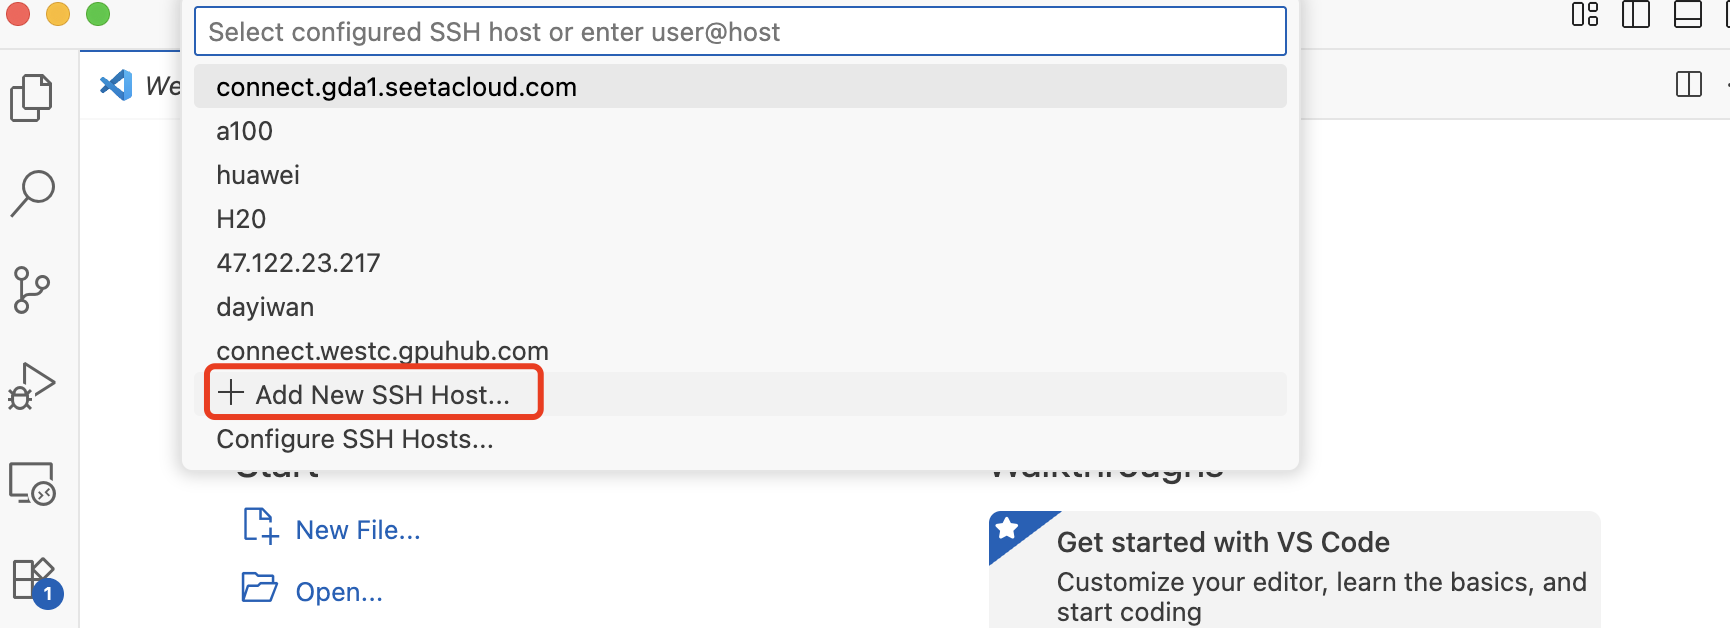 Select configured SSH host or enter user@host
We
connect.gda1.seetacloud.com
a100
huawei
H20
47.122.23.217
dayiwan
connect.westc.gpuhub.com
Add New SSH Host...
Configure SSH Hosts...
Start
Walkthroughs
New File...
Open...
Get started with VS Code
Customize your editor, learn the basics, and
start coding
1